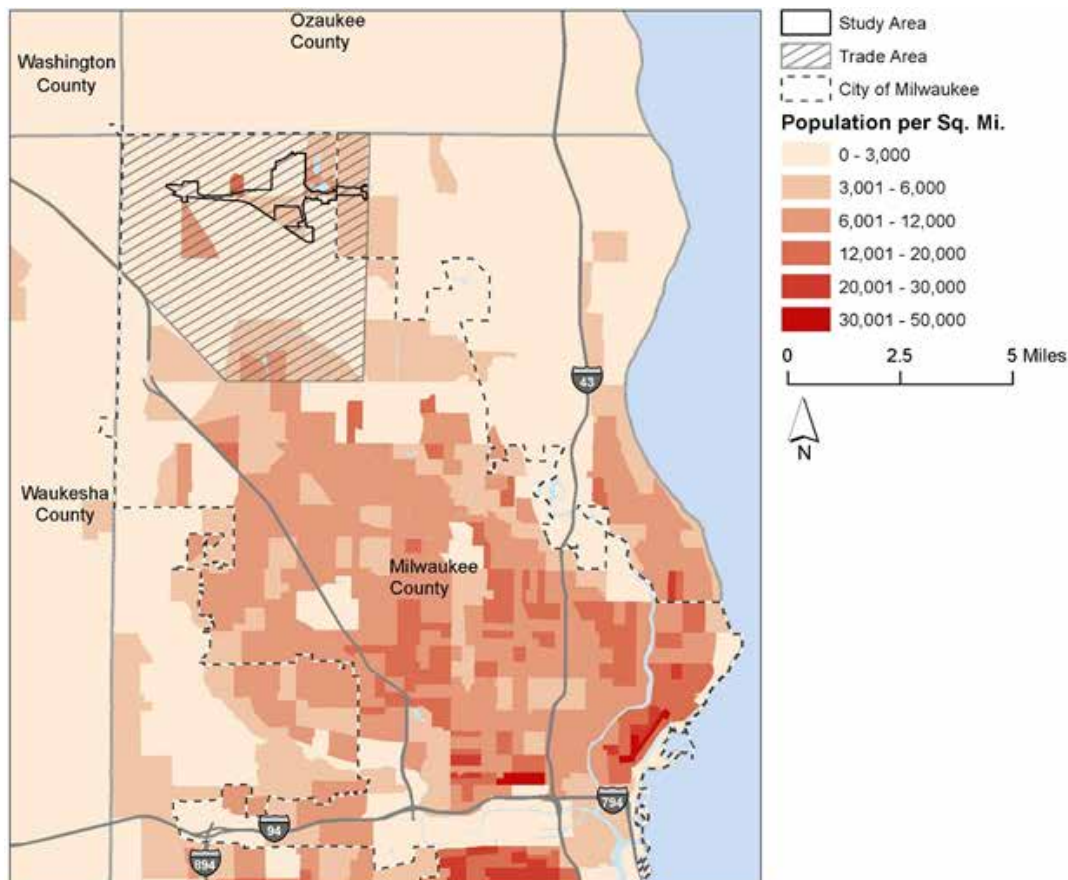 Ozaukee
County
Washington
County
Waukesha
County
Milwaukee
County
43
794
94
894
Study Area
Trade Area
City of Milwaukee
Population per Sq. Mi.
0 - 3,000
3,001 - 6,000
6,001 - 12,000
12,001 - 20,000
20,001 - 30,000
30,001 - 50,000
0 2.5 5 Miles
N